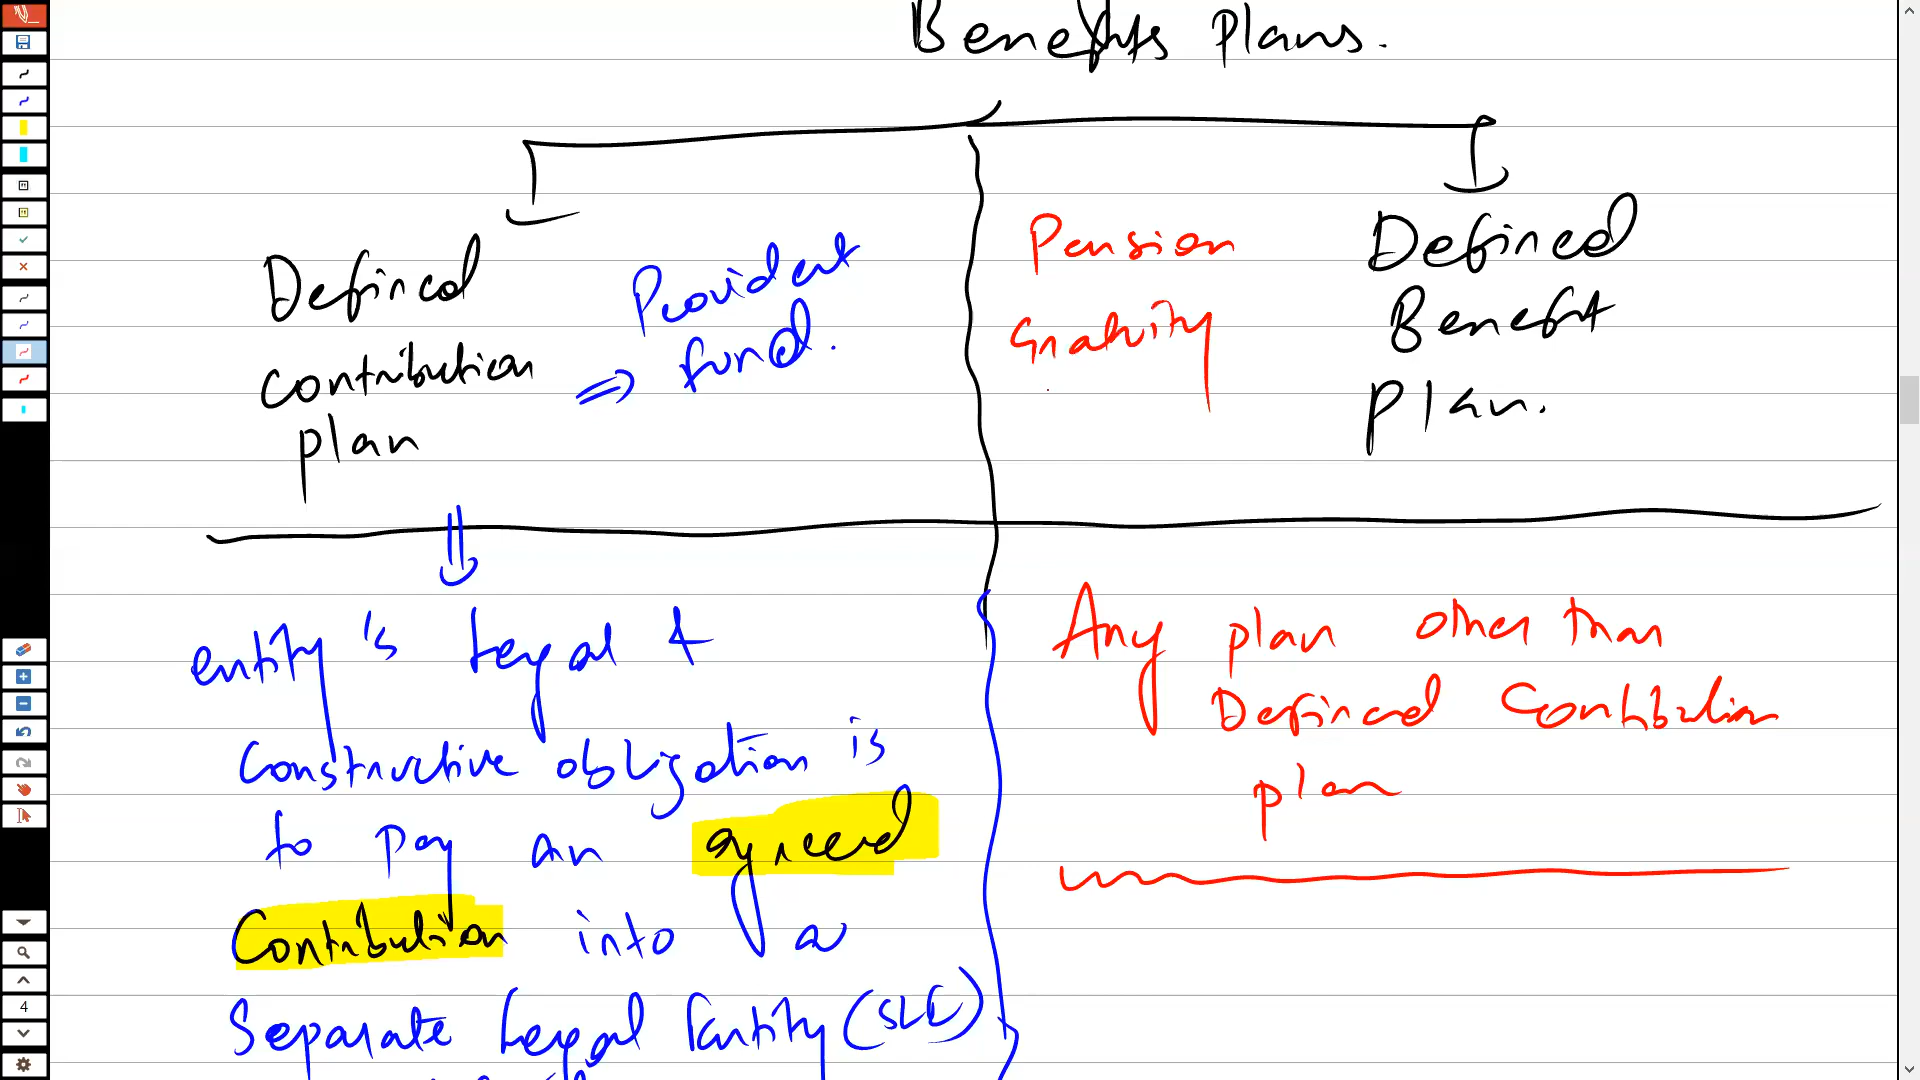 Benefits Plans.
Defined
contribution
plan
Provident
⇒ fund.
Pension
Gratuity
Defined
Benefit
Plan.
entity's Legal &
Constructive obligation is
to pay an agreed
Contribution into a
Separate Legal Entity (SLE)
Any plan other than
Defined Contribution
plan
4